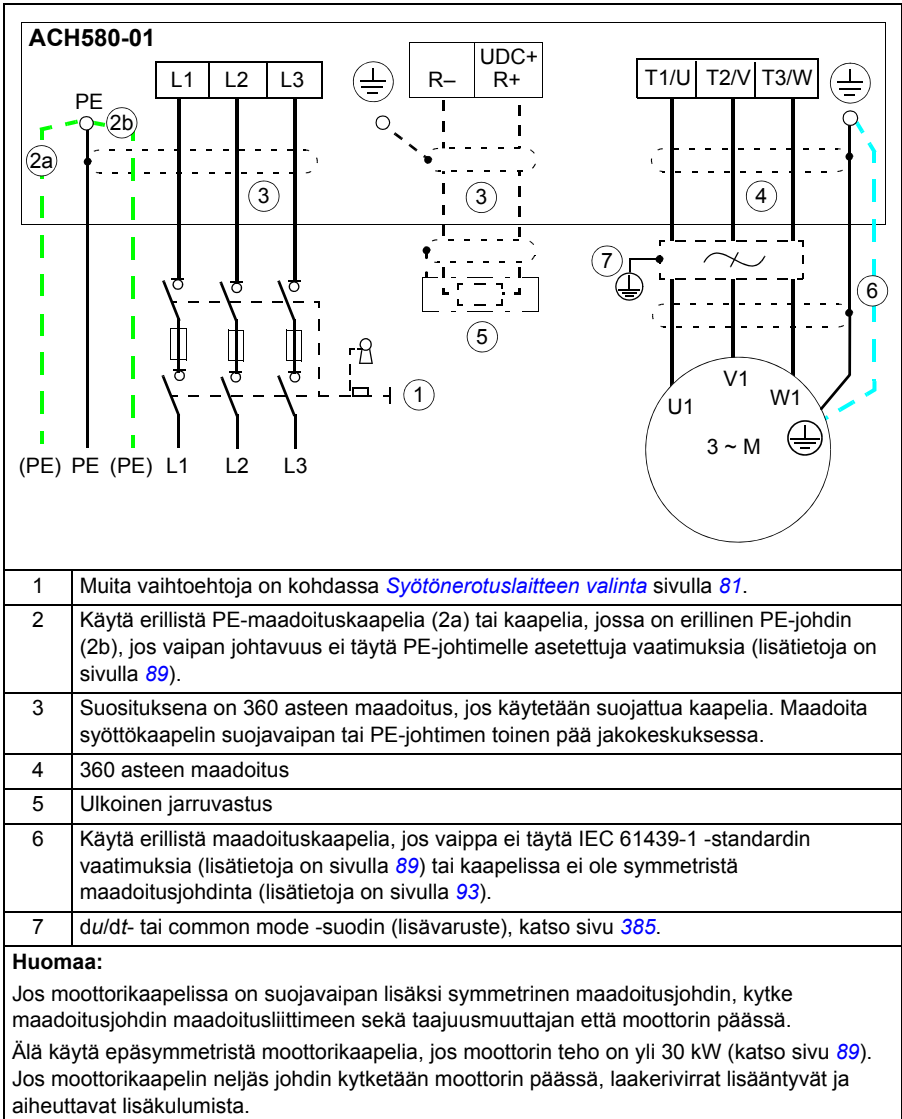 ACH580-01
L1 L2 L3
R– UDC+ R+
T1/U T2/V T3/W
PE
2a 2b
3 3 4
7 6
5
1
U1 V1 W1
3 ~ M
(PE) PE (PE) L1 L2 L3
1 Muita vaihtoehtoja on kohdassa Syötönerotuslaitteen valinta sivulla 81.
2 Käytä erillistä PE-maadoituskaapelia (2a) tai kaapelia, jossa on erillinen PE-johdin
(2b), jos vaipan johtavuus ei täytä PE-johtimelle asetettuja vaatimuksia (lisätietoja on
sivulla 89).
3 Suosituksena on 360 asteen maadoitus, jos käytetään suojattua kaapelia. Maadoita
syöttökaapelin suojavaipan tai PE-johtimen toinen pää jakokeskuksessa.
4 360 asteen maadoitus
5 Ulkoinen jarruvastus
6 Käytä erillistä maadoituskaapelia, jos vaippa ei täytä IEC 61439-1 -standardin
vaatimuksia (lisätietoja on sivulla 89) tai kaapelissa ei ole symmetristä
maadoitusjohdinta (lisätietoja on sivulla 93).
7 du/dt- tai common mode -suodin (lisävaruste), katso sivu 385.
Huomaa:
Jos moottorikaapelissa on suojavaipan lisäksi symmetrinen maadoitusjohdin, kytke
maadoitusjohdin maadoitusliittimeen sekä taajuusmuuttajan että moottorin päässä.
Älä käytä epäsymmetristä moottorikaapelia, jos moottorin teho on yli 30 kW (katso sivu 89).
Jos moottorikaapelin neljäs johdin kytketään moottorin päässä, laakerivirrat lisääntyvät ja
aiheuttavat lisäkulumista.